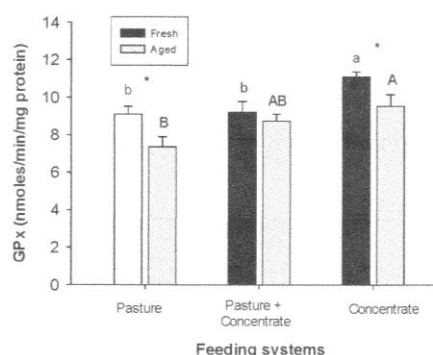 14
12
10
8
6
4
2
0
GPx (nmoles/min/mg protein)
Fresh
Aged
b
*
B
b
AB
a
*
A
Pasture
Pasture +
Concentrate
Concentrate
Feeding systems